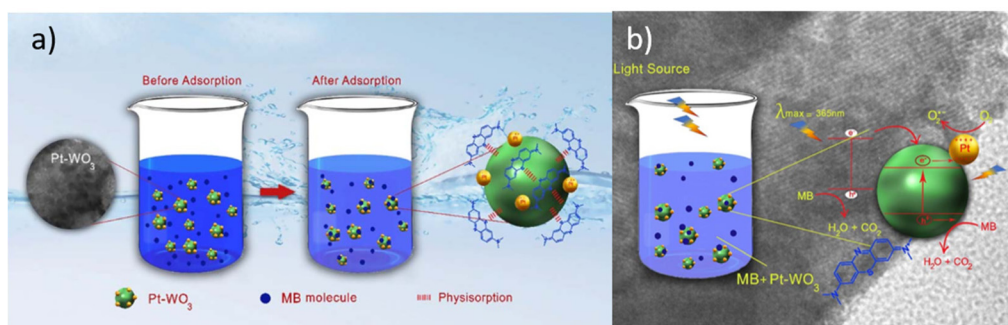 a)
Before Adsorption
After Adsorption
Pt-WO₃
Pt-WO₃
MB molecule
Physisorption
b)
Light Source
λmax = 365nm
O₂•−
O₂
Pt
e⁻
h⁺
MB
H₂O + CO₂
e⁻
h⁺
MB
H₂O + CO₂
MB+Pt-WO₃